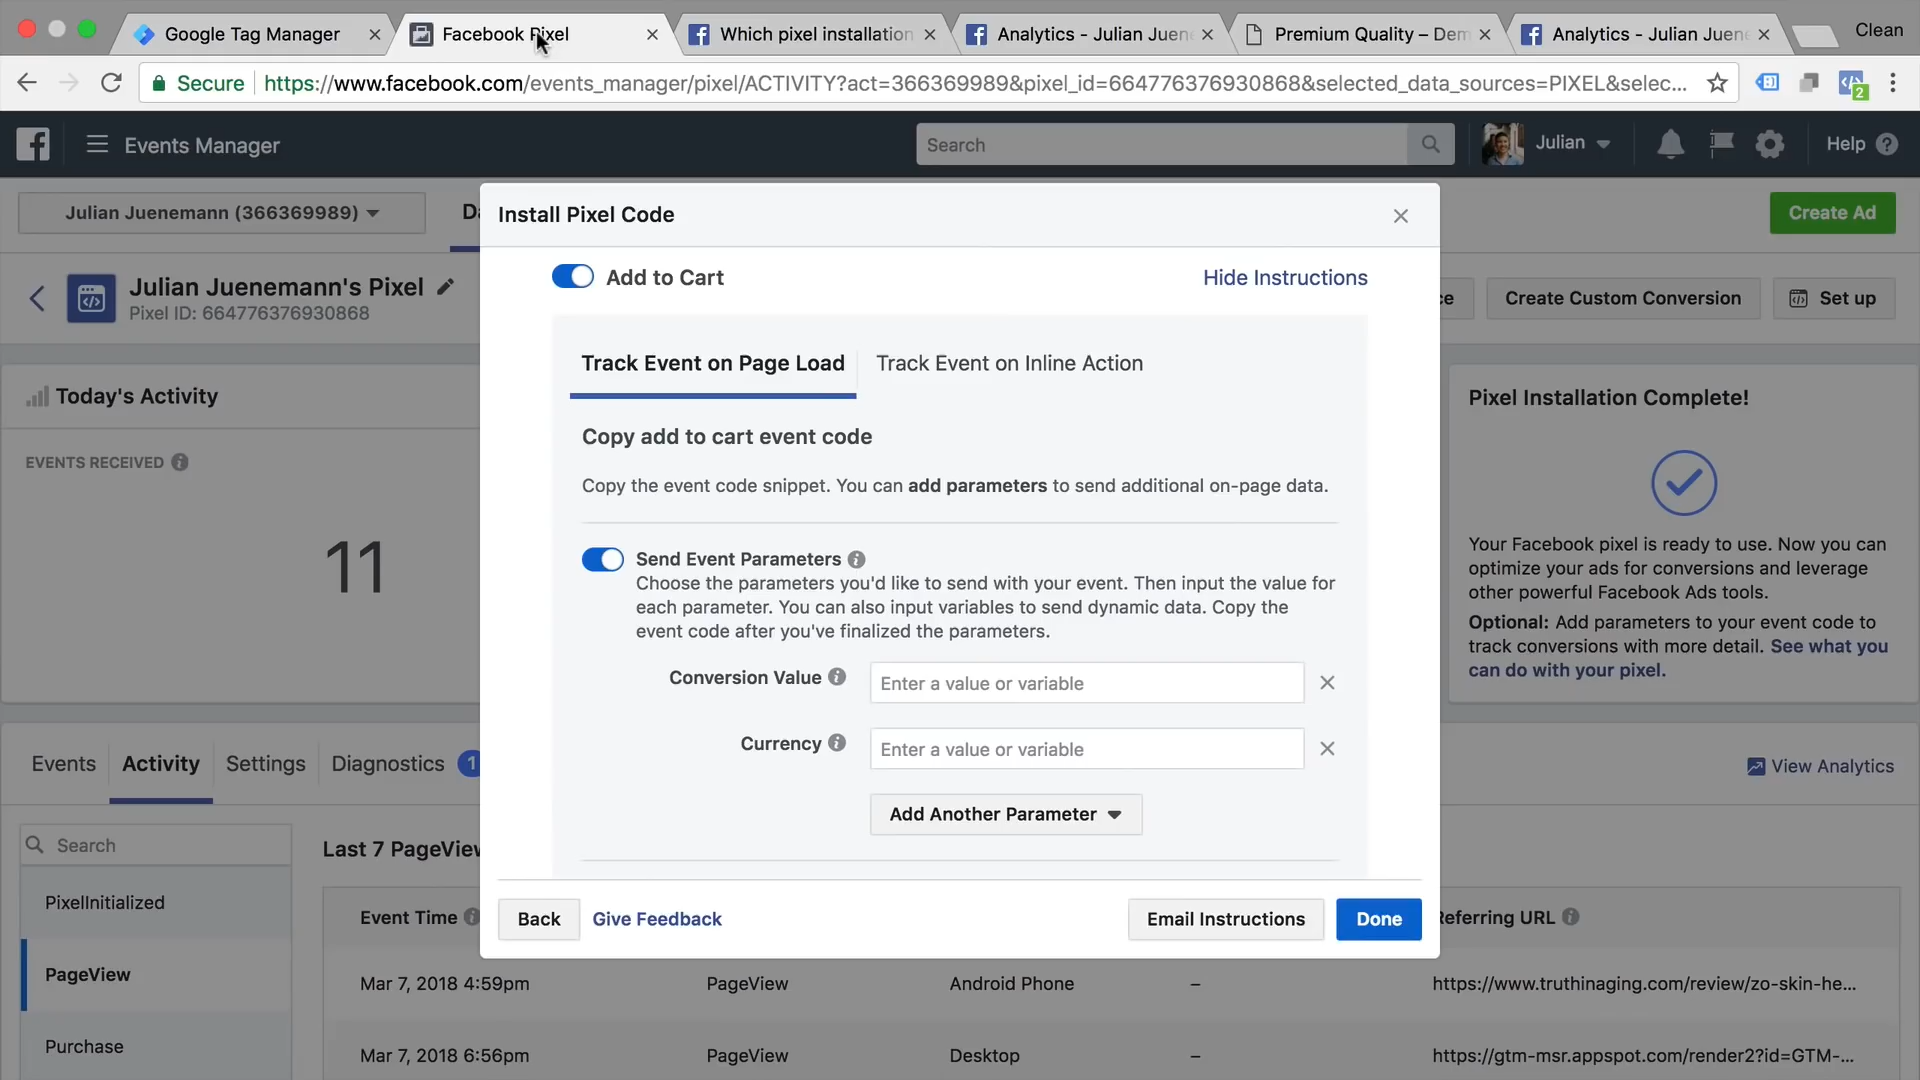 Google Tag Manager
Facebook Pixel
Which pixel installation
Analytics - Julian Juen
Premium Quality – Dem
Analytics - Julian Juene
Clean
Secure
https://www.facebook.com/events_manager/pixel/ACTIVITY?act=366369989&pixel_id=664776376930868&selected_data_sources=PIXEL&selec...
2
Events Manager
Search
Julian
Help
Julian Juenemann (366369989)
Create Ad
Julian Juenemann's Pixel
Pixel ID: 664776376930868
Create Custom Conversion
Set up
Install Pixel Code
Add to Cart
Hide Instructions
Track Event on Page Load
Track Event on Inline Action
Copy add to cart event code
Copy the event code snippet. You can add parameters to send additional on-page data.
Send Event Parameters
Choose the parameters you'd like to send with your event. Then input the value for
each parameter. You can also input variables to send dynamic data. Copy the
event code after you've finalized the parameters.
Conversion Value
Enter a value or variable
Currency
Enter a value or variable
Add Another Parameter
Back
Give Feedback
Email Instructions
Done
Today's Activity
EVENTS RECEIVED
11
Pixel Installation Complete!
Your Facebook pixel is ready to use. Now you can
optimize your ads for conversions and leverage
other powerful Facebook Ads tools.
Optional: Add parameters to your event code to
track conversions with more detail. See what you
can do with your pixel.
Events
Activity
Settings
Diagnostics
1
View Analytics
Search
PixelInitialized
PageView
Purchase
Last 7 PageView
Event Time
Referring URL
Mar 7, 2018 4:59pm
PageView
Android Phone
–
https://www.truthinaging.com/review/zo-skin-he...
Mar 7, 2018 6:56pm
PageView
Desktop
–
https://gtm-msr.appspot.com/render2?id=GTM-...